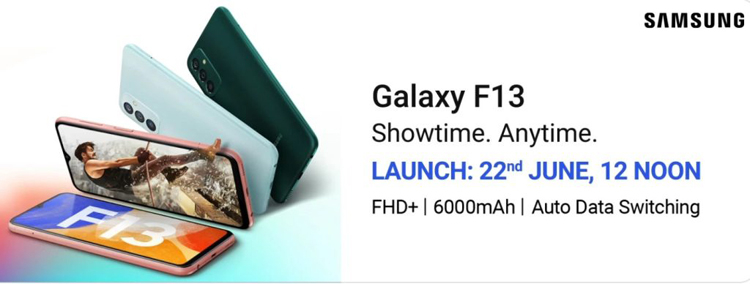 SAMSUNG
Galaxy F13
Showtime. Anytime.
LAUNCH: 22nd JUNE, 12 NOON
FHD+ | 6000mAh | Auto Data Switching
F13